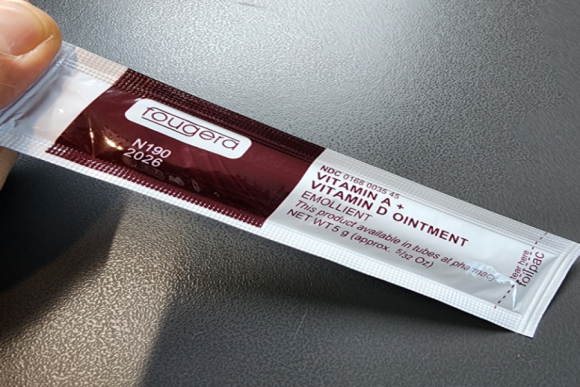 fougera
N190
2026
NDC 0168 0035 45
VITAMIN A +
VITAMIN D OINTMENT
EMOLLIENT
This product available in tubes at pharmacy
NET WT 5 g (approx. 5/32 Oz)
tear here
foilpac